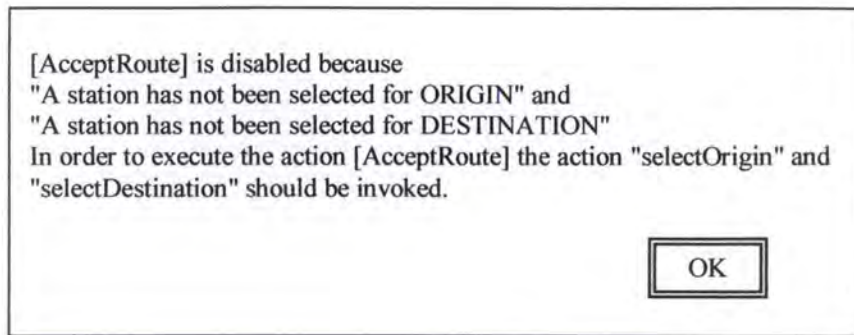 [AcceptRoute] is disabled because
"A station has not been selected for ORIGIN" and
"A station has not been selected for DESTINATION"
In order to execute the action [AcceptRoute] the action "selectOrigin" and
"selectDestination" should be invoked.
OK